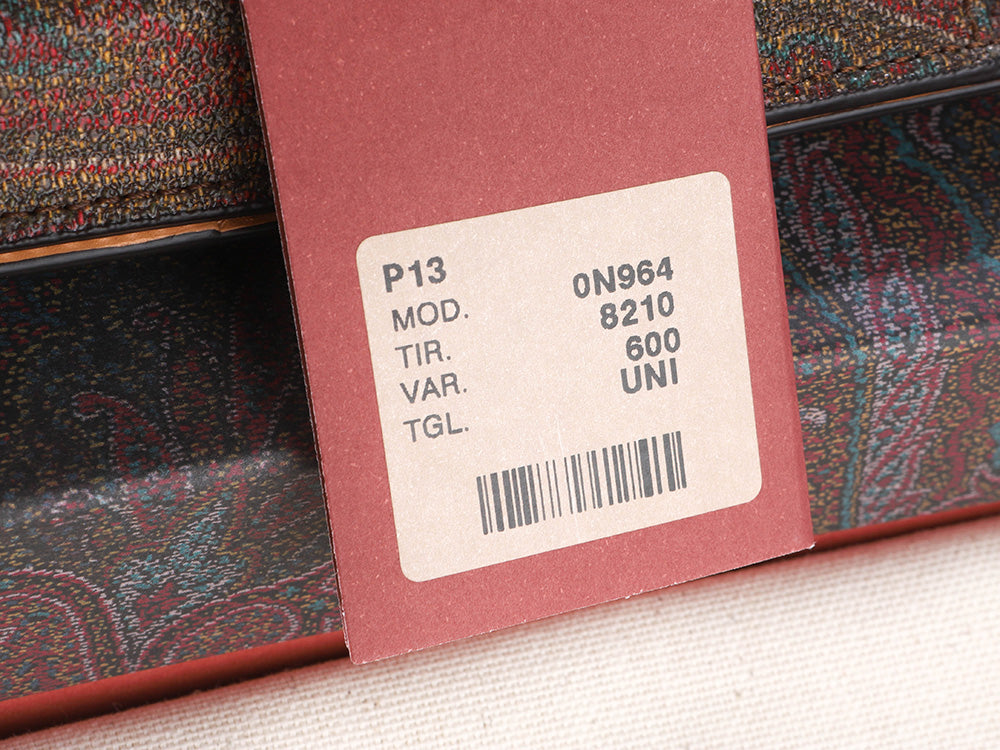 P13
MOD. 0N964
TIR. 8210
VAR. 600
TGL. UNI